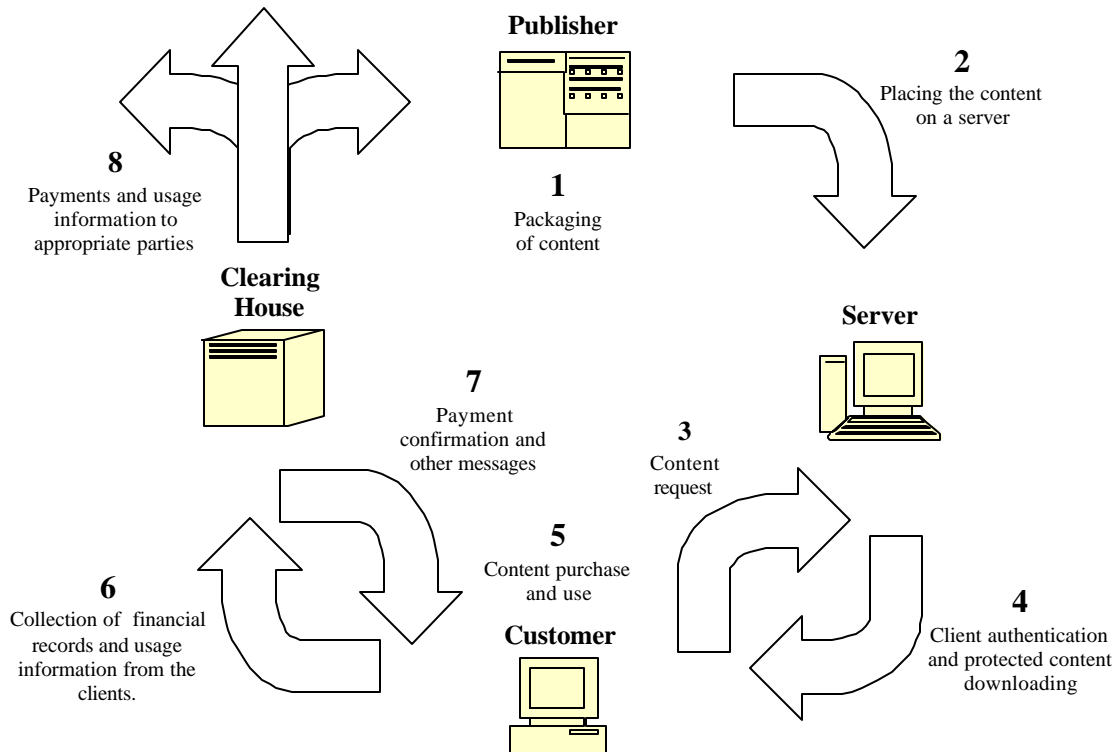 Publisher
1
Packaging
of content
2
Placing the content
on a server
Server
3
Content
request
4
Client authentication
and protected content
downloading
5
Content purchase
and use
Customer
6
Collection of financial
records and usage
information from the
clients.
7
Payment
confirmation and
other messages
Clearing
House
8
Payments and usage
information to
appropriate parties